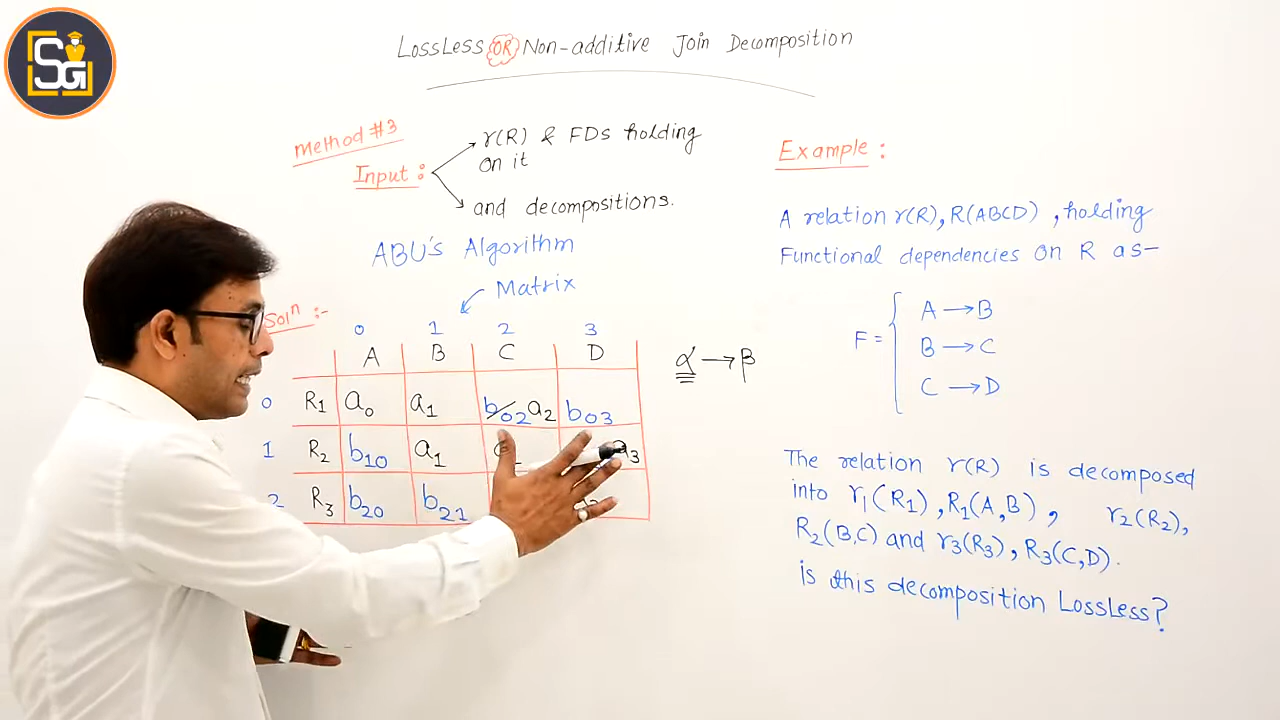 SG
LossLess OR Non-additive Join Decomposition
Method #3
Input :
r(R) & FDs holding
on it
and decompositions.
ABU's Algorithm
Matrix
Solⁿ :-
0 1 2 3
A B C D
0 R1 a0 a1 b02 a2 b03
1 R2 b10 a1 a3
2 R3 b20 b21
α → β
Example :
A relation r(R), R(ABCD) , holding
Functional dependencies on R as-
F =
A → B
B → C
C → D
The relation r(R) is decomposed
into r1(R1), R1(A,B) , r2(R2),
R2(B,C) and r3(R3), R3(C,D).
is this decomposition LossLess?